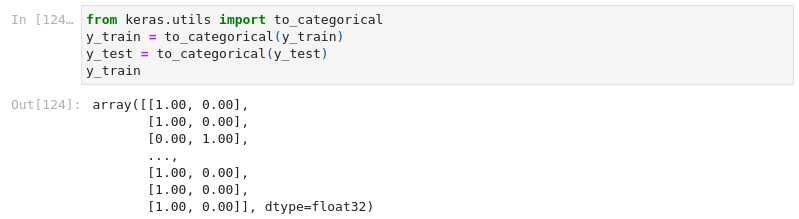 In [124…
from keras.utils import to_categorical
y_train = to_categorical(y_train)
y_test = to_categorical(y_test)
y_train
Out[124]:
array([[1.00, 0.00],
       [1.00, 0.00],
       [0.00, 1.00],
       ...,
       [1.00, 0.00],
       [1.00, 0.00],
       [1.00, 0.00]], dtype=float32)